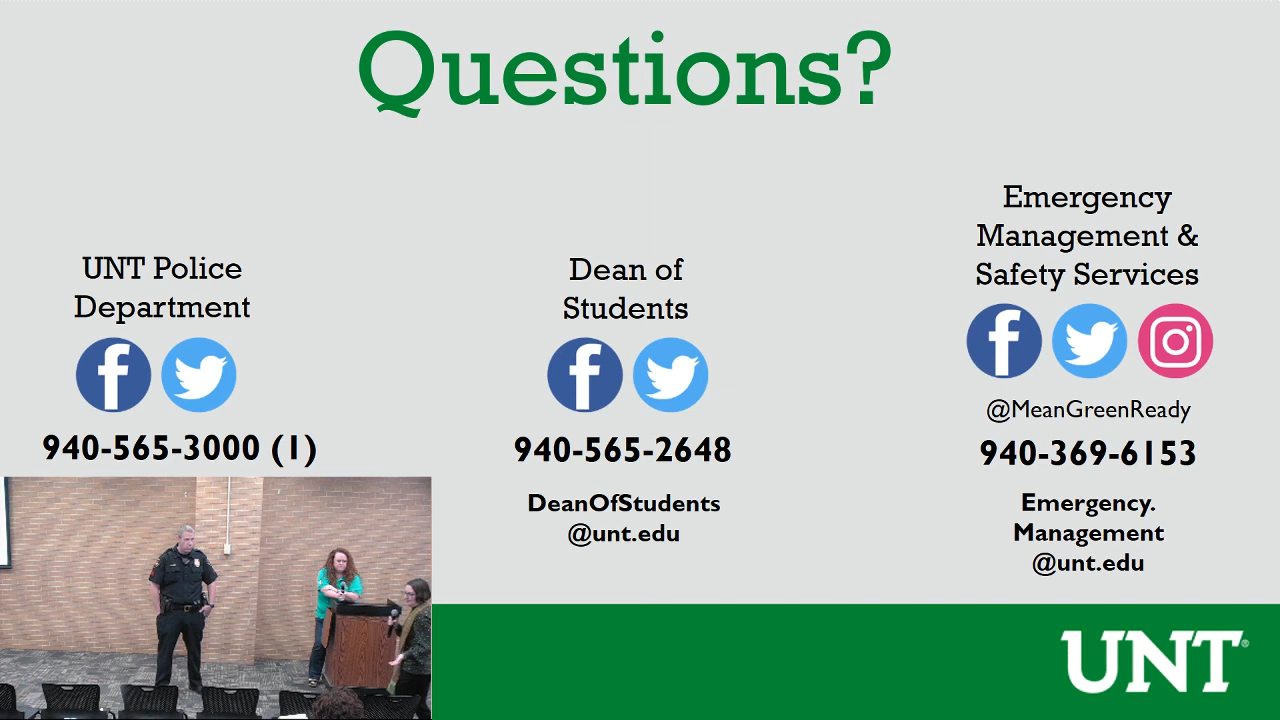 Questions?
UNT Police
Department
940-565-3000 (1)
Dean of
Students
940-565-2648
DeanOfStudents
@unt.edu
Emergency
Management &
Safety Services
@MeanGreenReady
940-369-6153
Emergency.
Management
@unt.edu
UNT®